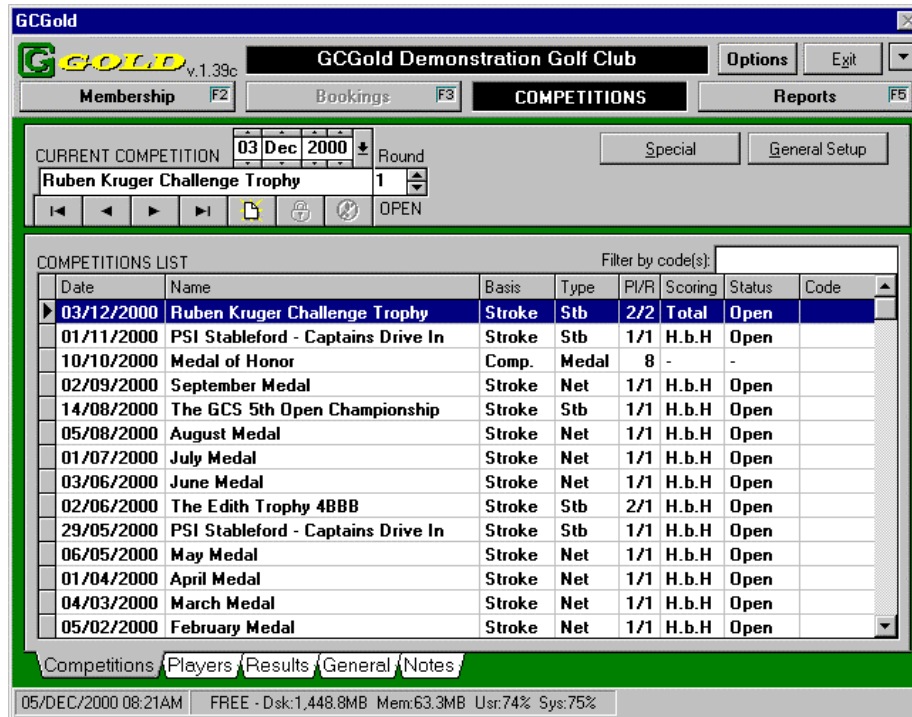 GCGold
G GOLD v.1.39c GCGold Demonstration Golf Club Options Exit
Membership F2 Bookings F3 COMPETITIONS Reports F5
CURRENT COMPETITION 03 Dec 2000 Round Special General Setup
Ruben Kruger Challenge Trophy 1
OPEN
COMPETITIONS LIST Filter by code(s):
Date Name Basis Type Pl/R Scoring Status Code
03/12/2000 Ruben Kruger Challenge Trophy Stroke Stb 2/2 Total Open
01/11/2000 PSI Stableford - Captains Drive In Stroke Stb 1/1 H.b.H Open
10/10/2000 Medal of Honor Comp. Medal 8 - -
02/09/2000 September Medal Stroke Net 1/1 H.b.H Open
14/08/2000 The GCS 5th Open Championship Stroke Stb 1/1 H.b.H Open
05/08/2000 August Medal Stroke Net 1/1 H.b.H Open
01/07/2000 July Medal Stroke Net 1/1 H.b.H Open
03/06/2000 June Medal Stroke Net 1/1 H.b.H Open
02/06/2000 The Edith Trophy 4BBB Stroke Stb 2/1 H.b.H Open
29/05/2000 PSI Stableford - Captains Drive In Stroke Stb 1/1 H.b.H Open
06/05/2000 May Medal Stroke Net 1/1 H.b.H Open
01/04/2000 April Medal Stroke Net 1/1 H.b.H Open
04/03/2000 March Medal Stroke Net 1/1 H.b.H Open
05/02/2000 February Medal Stroke Net 1/1 H.b.H Open
Competitions Players Results General Notes
05/DEC/2000 08:21AM FREE - Dsk:1,448.8MB Mem:63.3MB Usr:74% Sys:75%